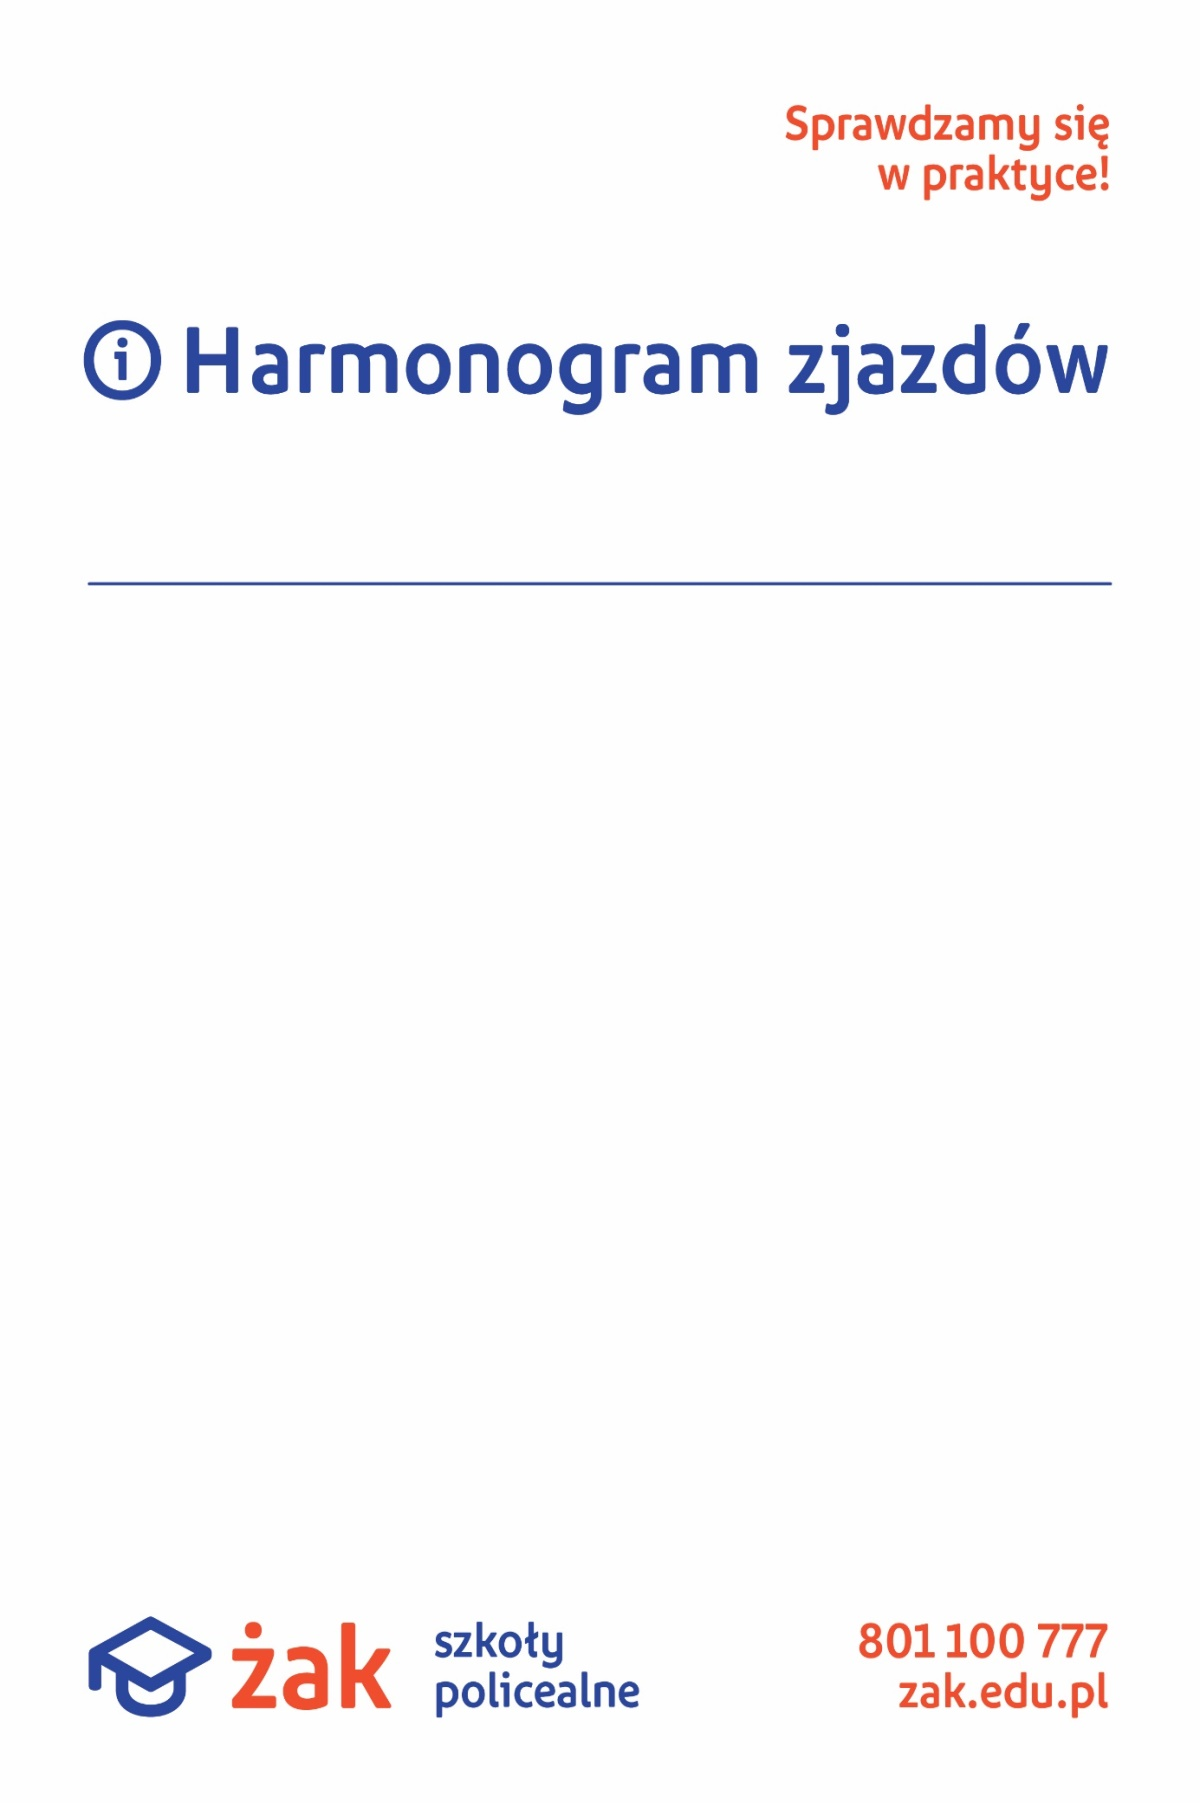 Sprawdzamy się
w praktyce!
Harmonogram zjazdów
żak
szkoły
policealne
801 100 777
zak.edu.pl